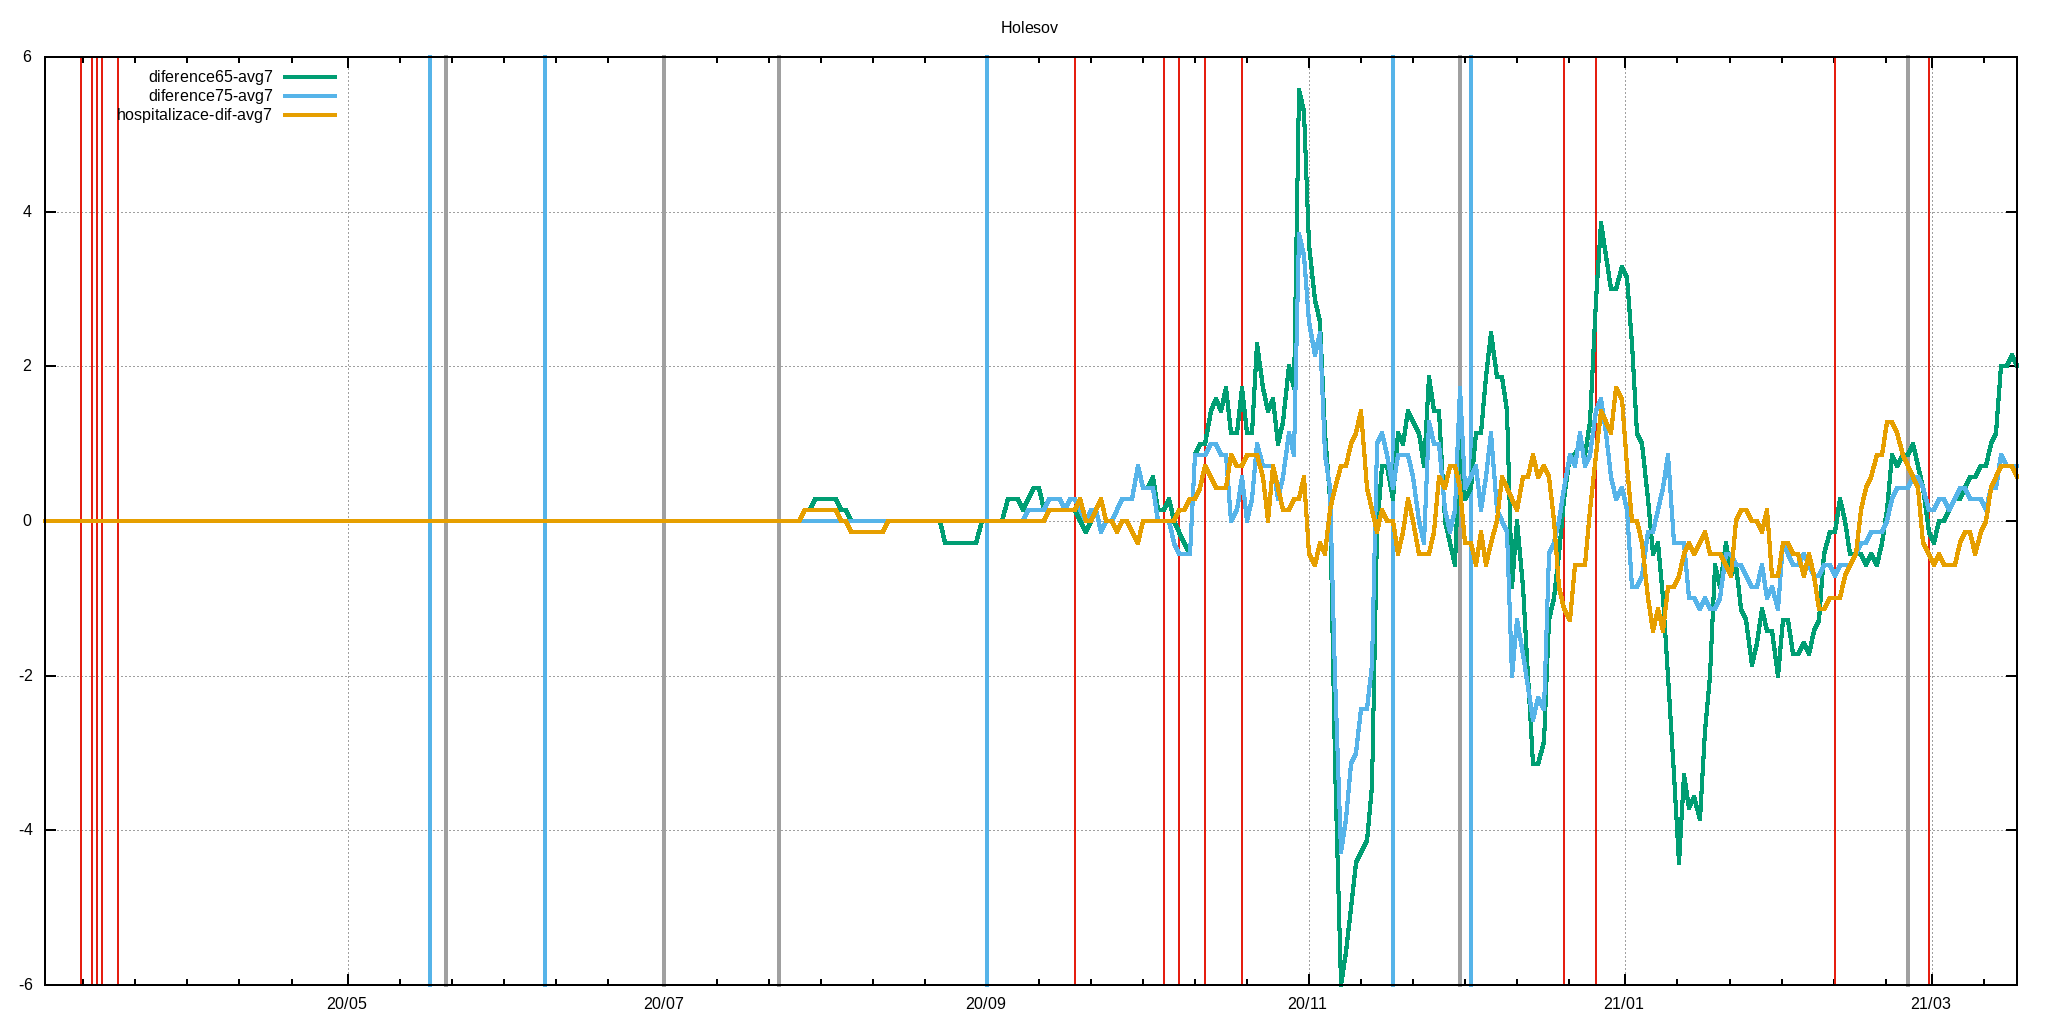 Holesov
6
diference65-avg7
diference75-avg7
hospitalizace-dif-avg7
4
2
0
-2
-4
-6
20/05 20/07 20/09 20/11 21/01 21/03